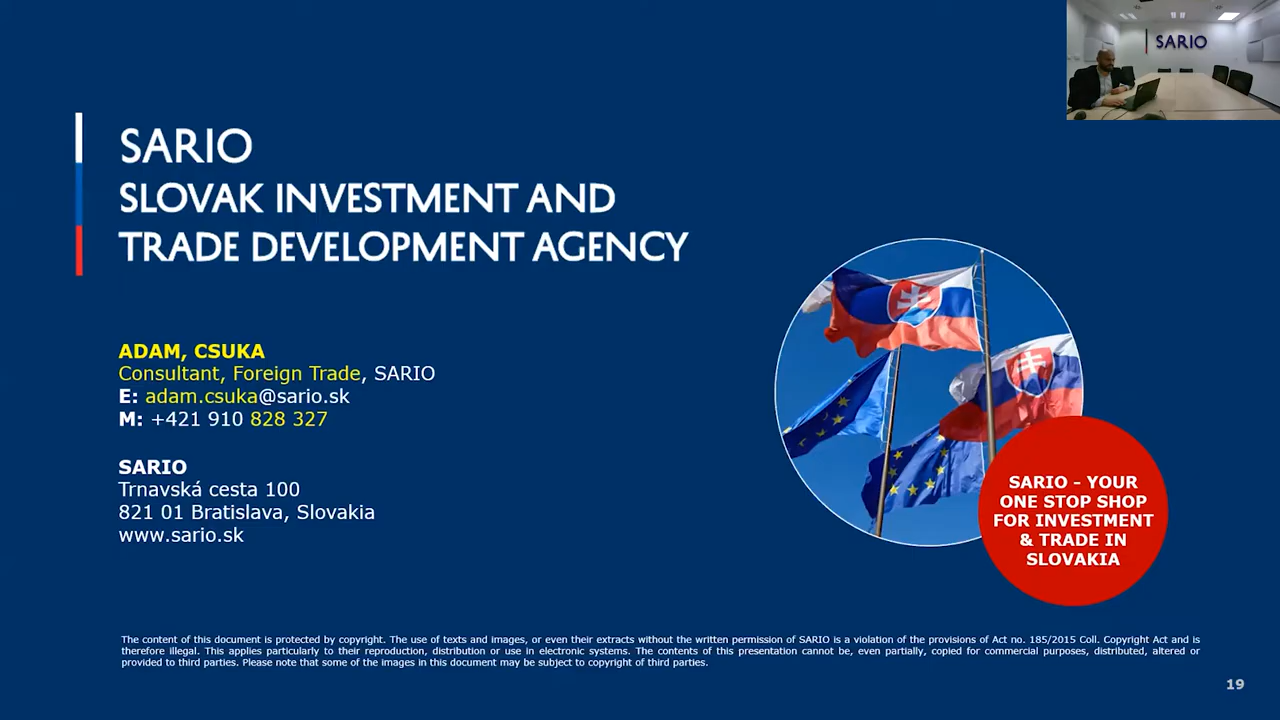 SARIO
SARIO
SLOVAK INVESTMENT AND
TRADE DEVELOPMENT AGENCY
ADAM, CSUKA
Consultant, Foreign Trade, SARIO
E: adam.csuka@sario.sk
M: +421 910 828 327
SARIO
Trnavská cesta 100
821 01 Bratislava, Slovakia
www.sario.sk
SARIO - YOUR
ONE STOP SHOP
FOR INVESTMENT
& TRADE IN
SLOVAKIA
The content of this document is protected by copyright. The use of texts and images, or even their extracts without the written permission of SARIO is a violation of the provisions of Act no. 185/2015 Coll. Copyright Act and is
therefore illegal. This applies particularly to their reproduction, distribution or use in electronic systems. The contents of this presentation cannot be, even partially, copied for commercial purposes, distributed, altered or
provided to third parties. Please note that some of the images in this document may be subject to copyright of third parties.
19